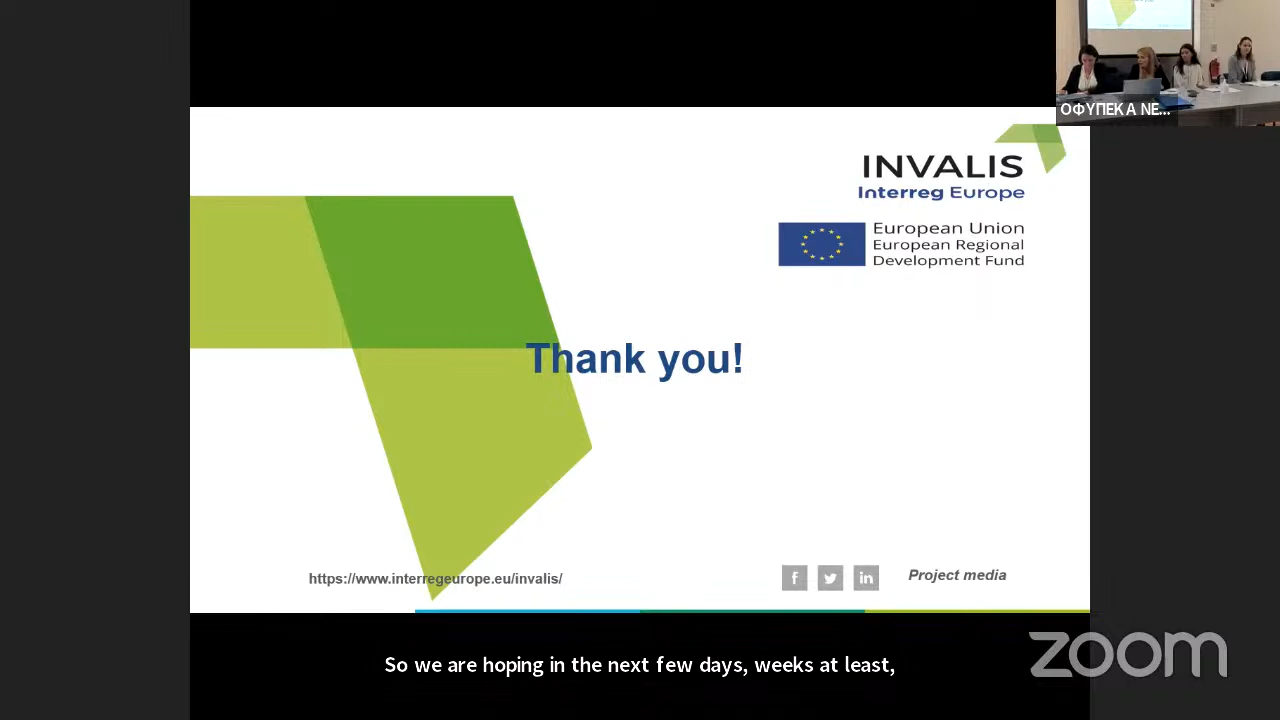 ΟΦΥΠΕΚΑ ΝΕ...
INVALIS
Interreg Europe
European Union
European Regional
Development Fund
Thank you!
https://www.interregeurope.eu/invalis/
f
in
Project media
So we are hoping in the next few days, weeks at least,
zoom